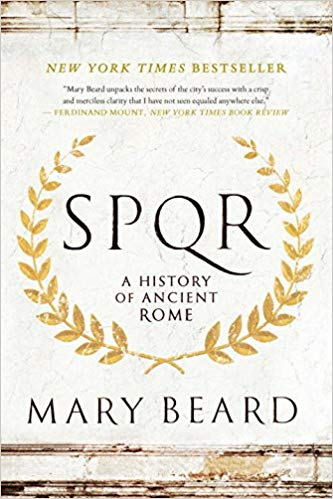 NEW YORK TIMES BESTSELLER
"Mary Beard unpacks the secrets of the city's success with a crisp
and merciless clarity that I have not seen equaled anywhere else."
— FERDINAND MOUNT, NEW YORK TIMES BOOK REVIEW
SPQR
A HISTORY
OF ANCIENT
ROME
MARY BEARD